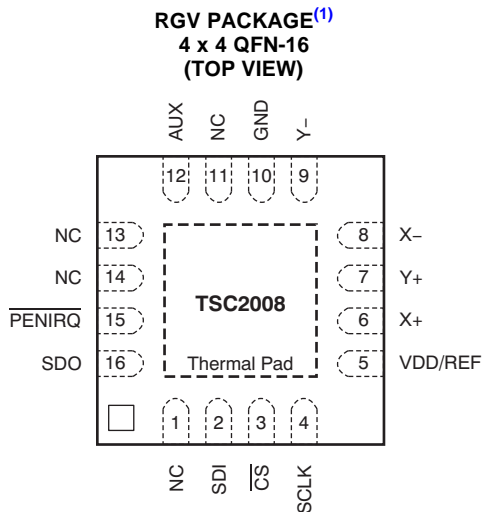 RGV PACKAGE(1)
4 x 4 QFN-16
(TOP VIEW)
AUX
NC
GND
Y–
12
11
10
9
NC 13
NC 14
PENIRQ 15
SDO 16
8 X–
7 Y+
6 X+
5 VDD/REF
TSC2008
Thermal Pad
1
2
3
4
NC
SDI
CS
SCLK